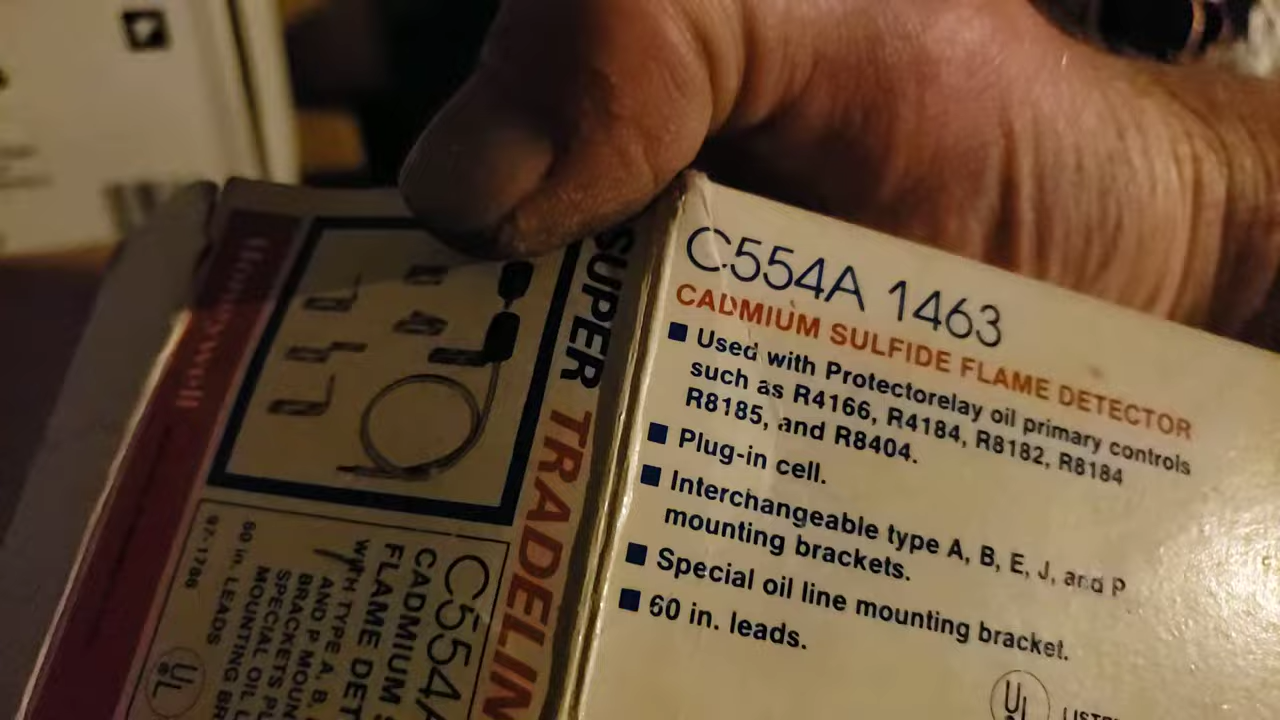 C554A 1463
CADMIUM SULFIDE FLAME DETECTOR
■ Used with Protectorelay oil primary controls
such as R4166, R4184, R8182, R8184
R8185, and R8404.
■ Plug-in cell.
■ Interchangeable type A, B, E, J, and P
mounting brackets.
■ Special oil line mounting bracket.
■ 60 in. leads.
UL
Honeywell
SUPER TRADELIN
C554A
CADMIUM S
FLAME DET
WITH TYPE A, B,
AND P MOUN
BRACKETS PL
SPECIAL OIL L
MOUNTING BR
60 in. LEADS
97-1786
UL